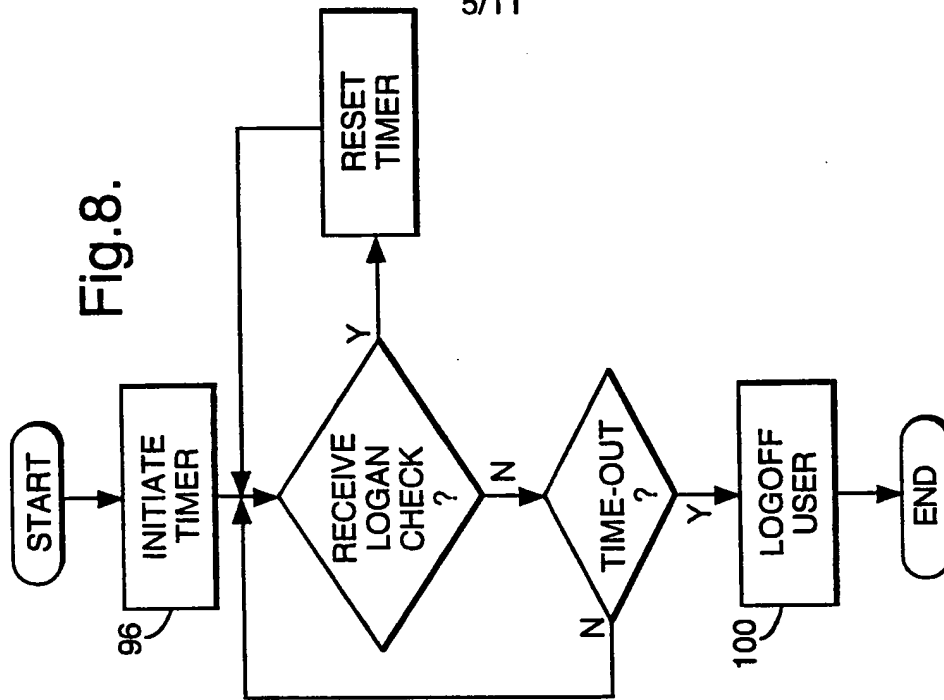 5/11
Fig.8.
START
INITIATE
TIMER
96
RECEIVE
LOGAN
CHECK
?
Y
RESET
TIMER
N
TIME-OUT
?
N
Y
LOGOFF
USER
100
END